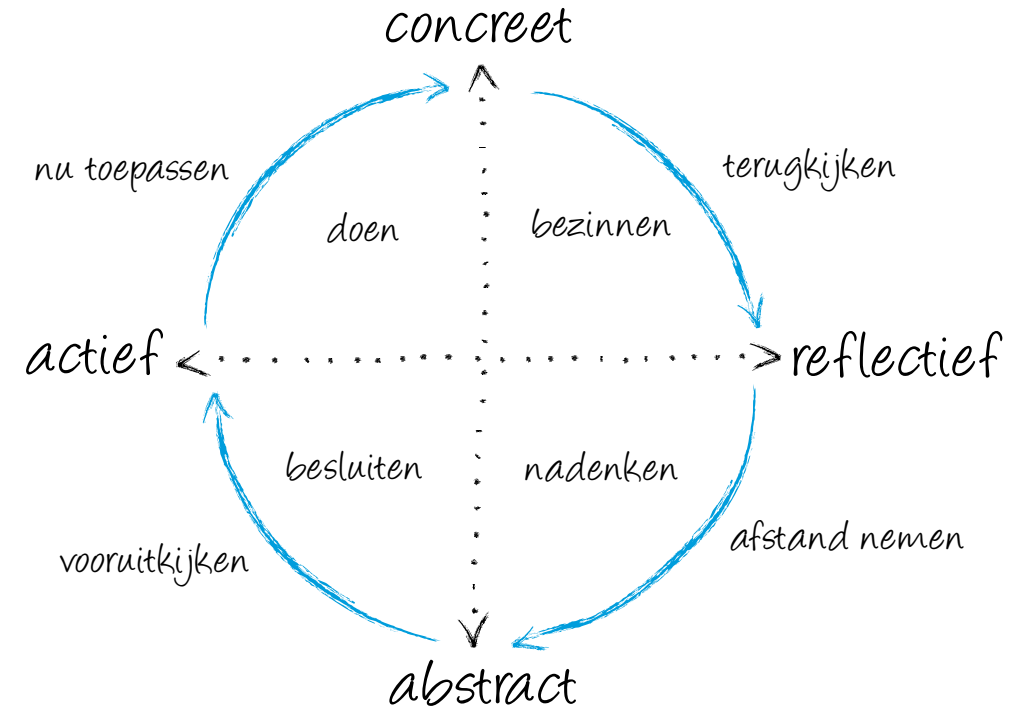 concreet
nu toepassen
terugkijken
doen
bezinnen
actief
reflectief
besluiten
nadenken
vooruitkijken
afstand nemen
abstract